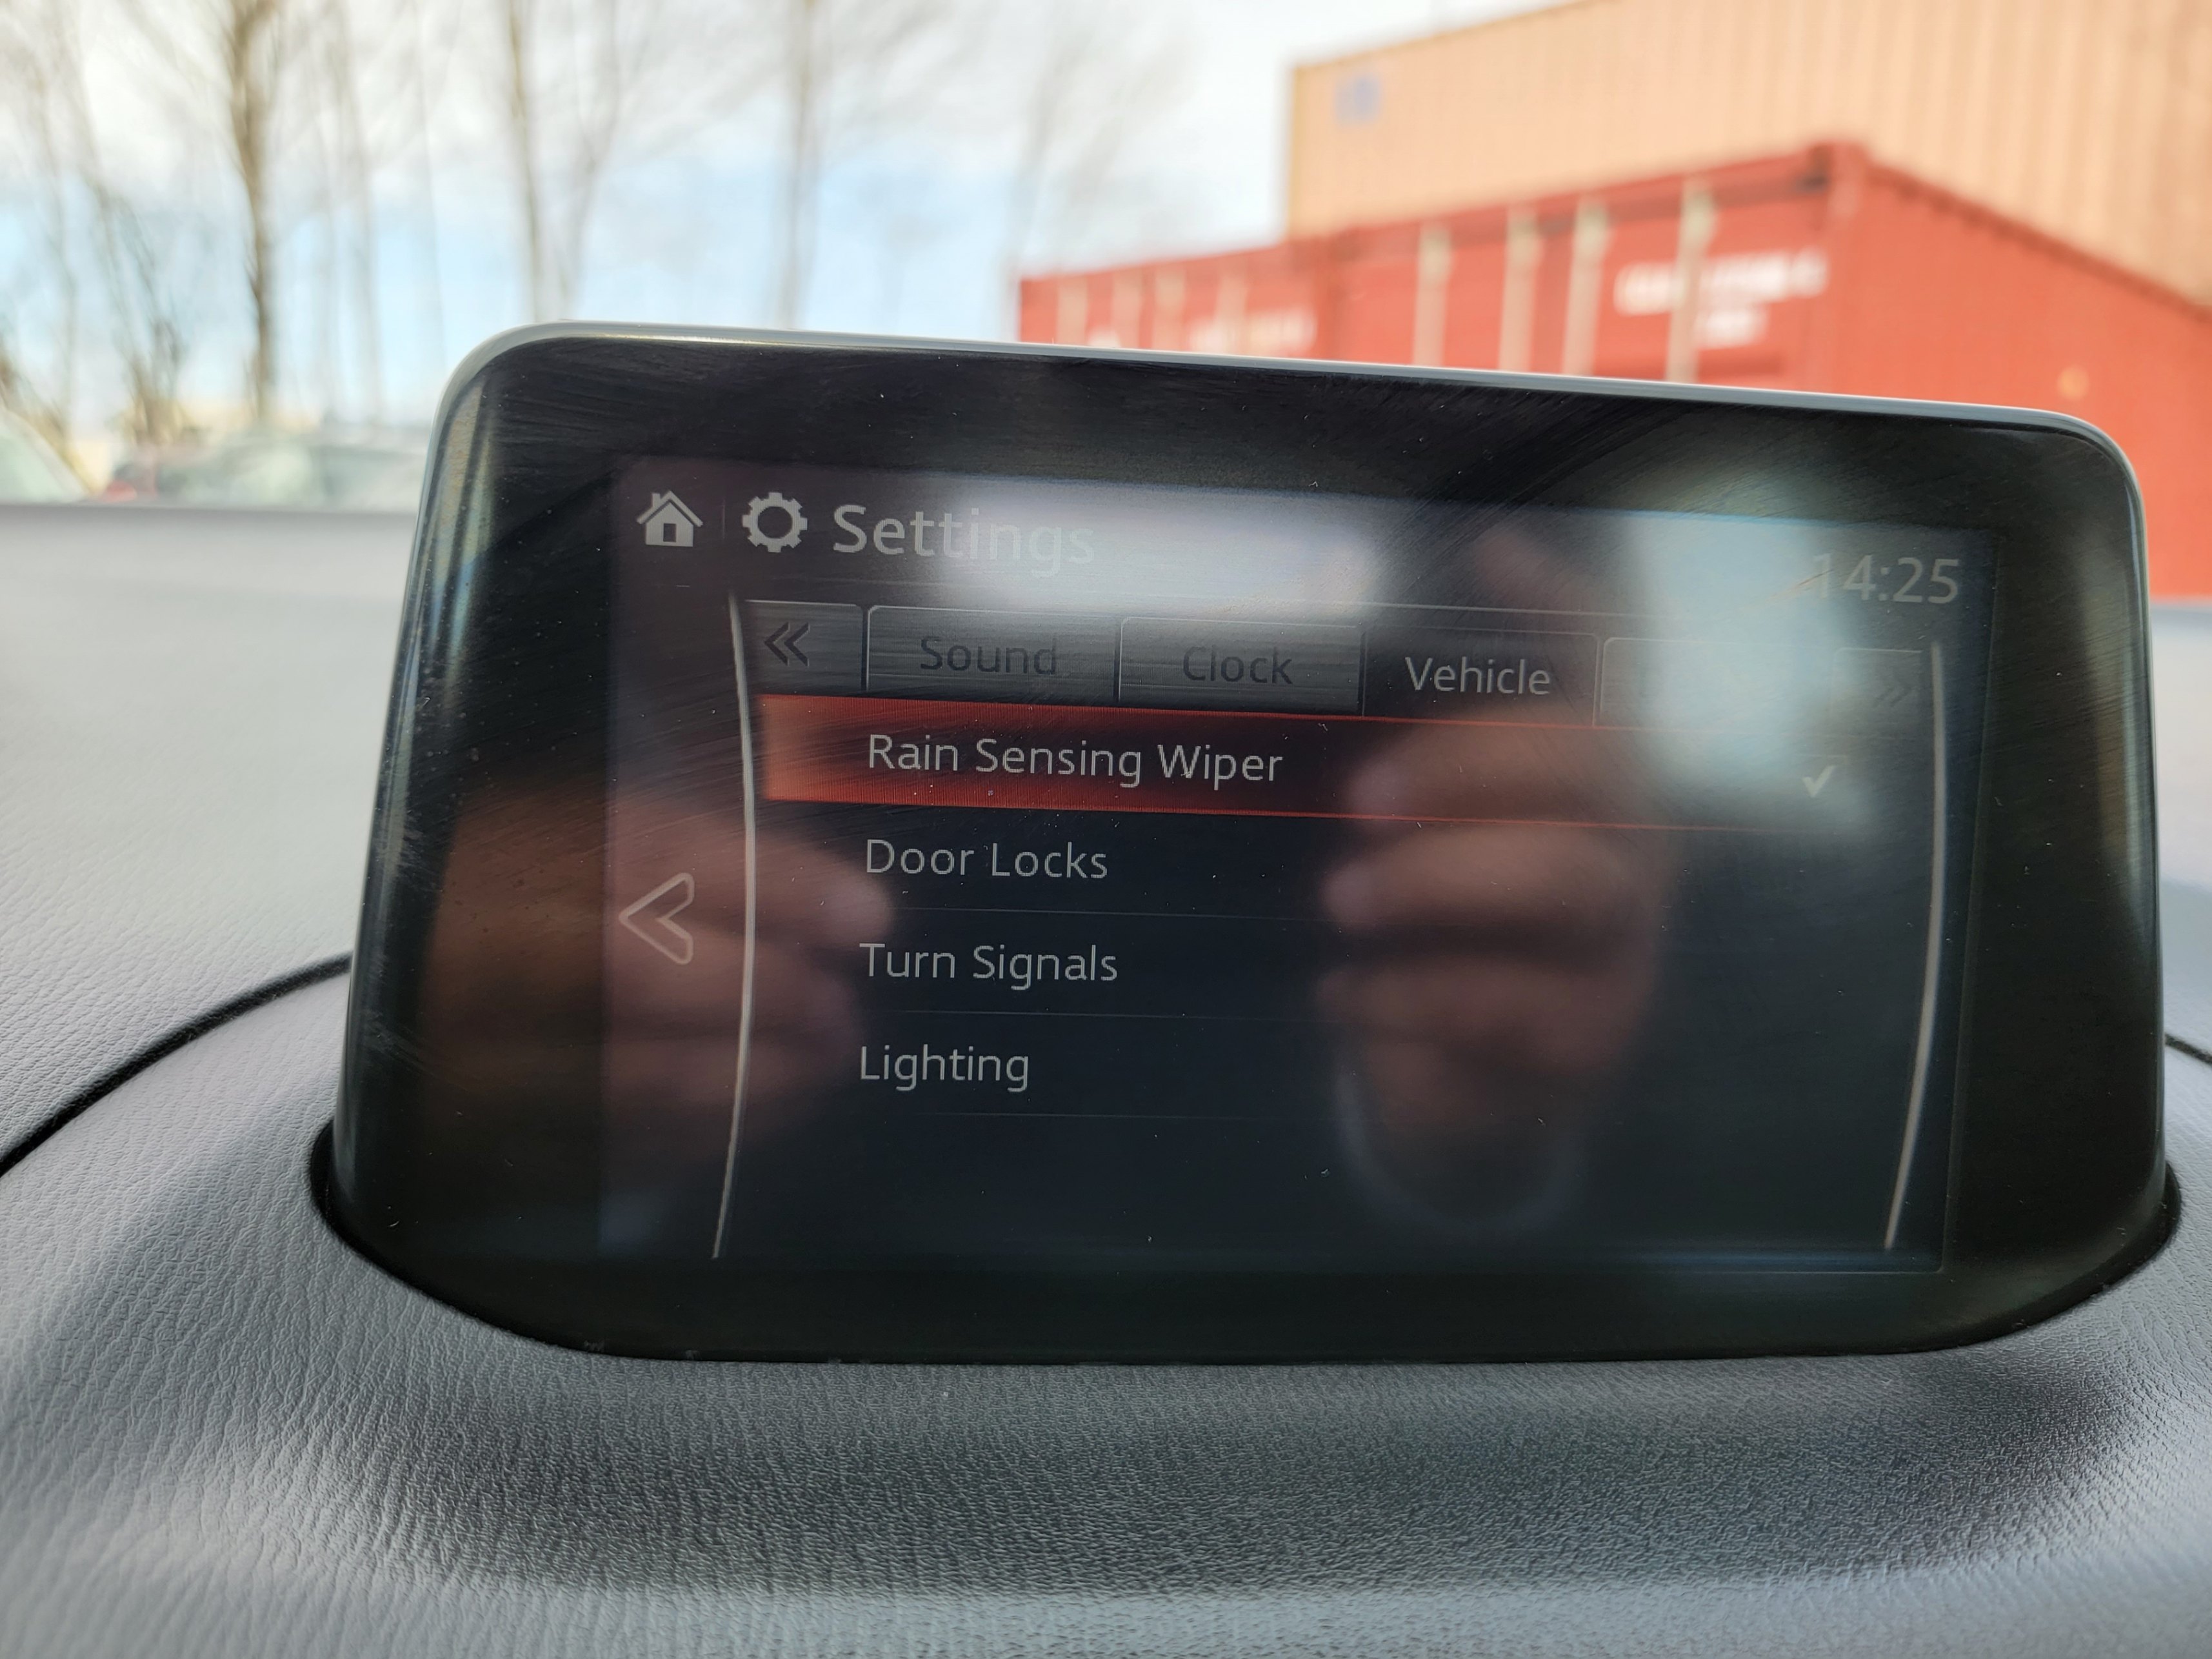 Settings
14:25
Sound
Clock
Vehicle
Rain Sensing Wiper
Door Locks
Turn Signals
Lighting